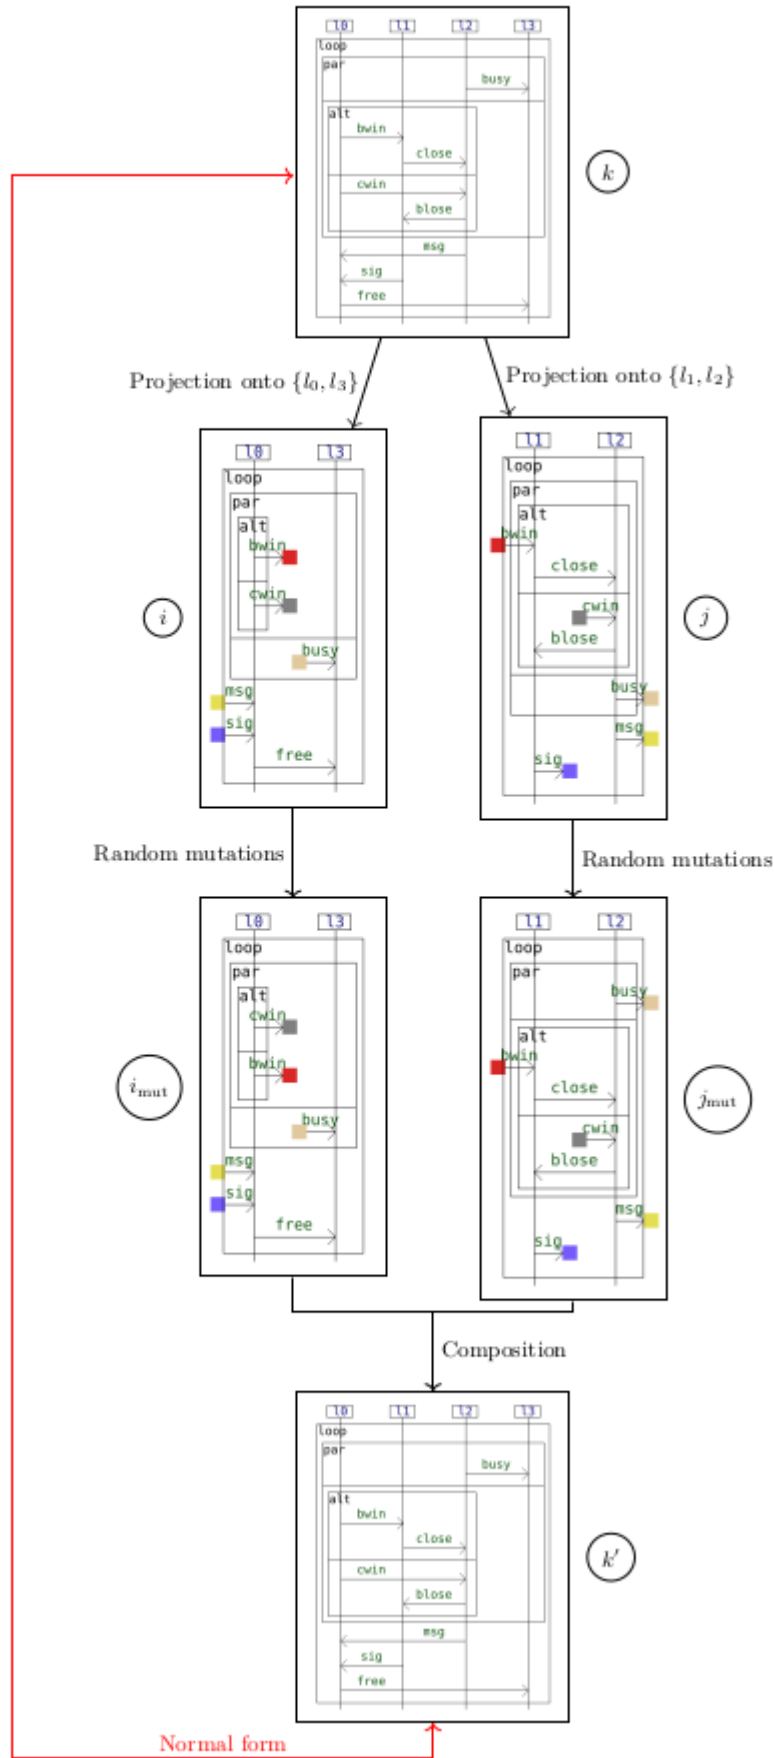 l0 l1 l2 l3
loop
par
busy
alt
bwin
close
cwin
blose
msg
sig
free
k
Projection onto {l₀, l₃}
Projection onto {l₁, l₂}
l0 l3
loop
par
alt
bwin
cwin
busy
msg
sig
free
i
l1 l2
loop
par
alt
bwin
close
cwin
blose
busy
msg
sig
j
Random mutations
Random mutations
l0 l3
loop
par
alt
cwin
bwin
busy
msg
sig
free
i_mut
l1 l2
loop
par
busy
alt
bwin
close
cwin
blose
msg
sig
j_mut
Composition
l0 l1 l2 l3
loop
par
busy
alt
bwin
close
cwin
blose
msg
sig
free
k′
Normal form